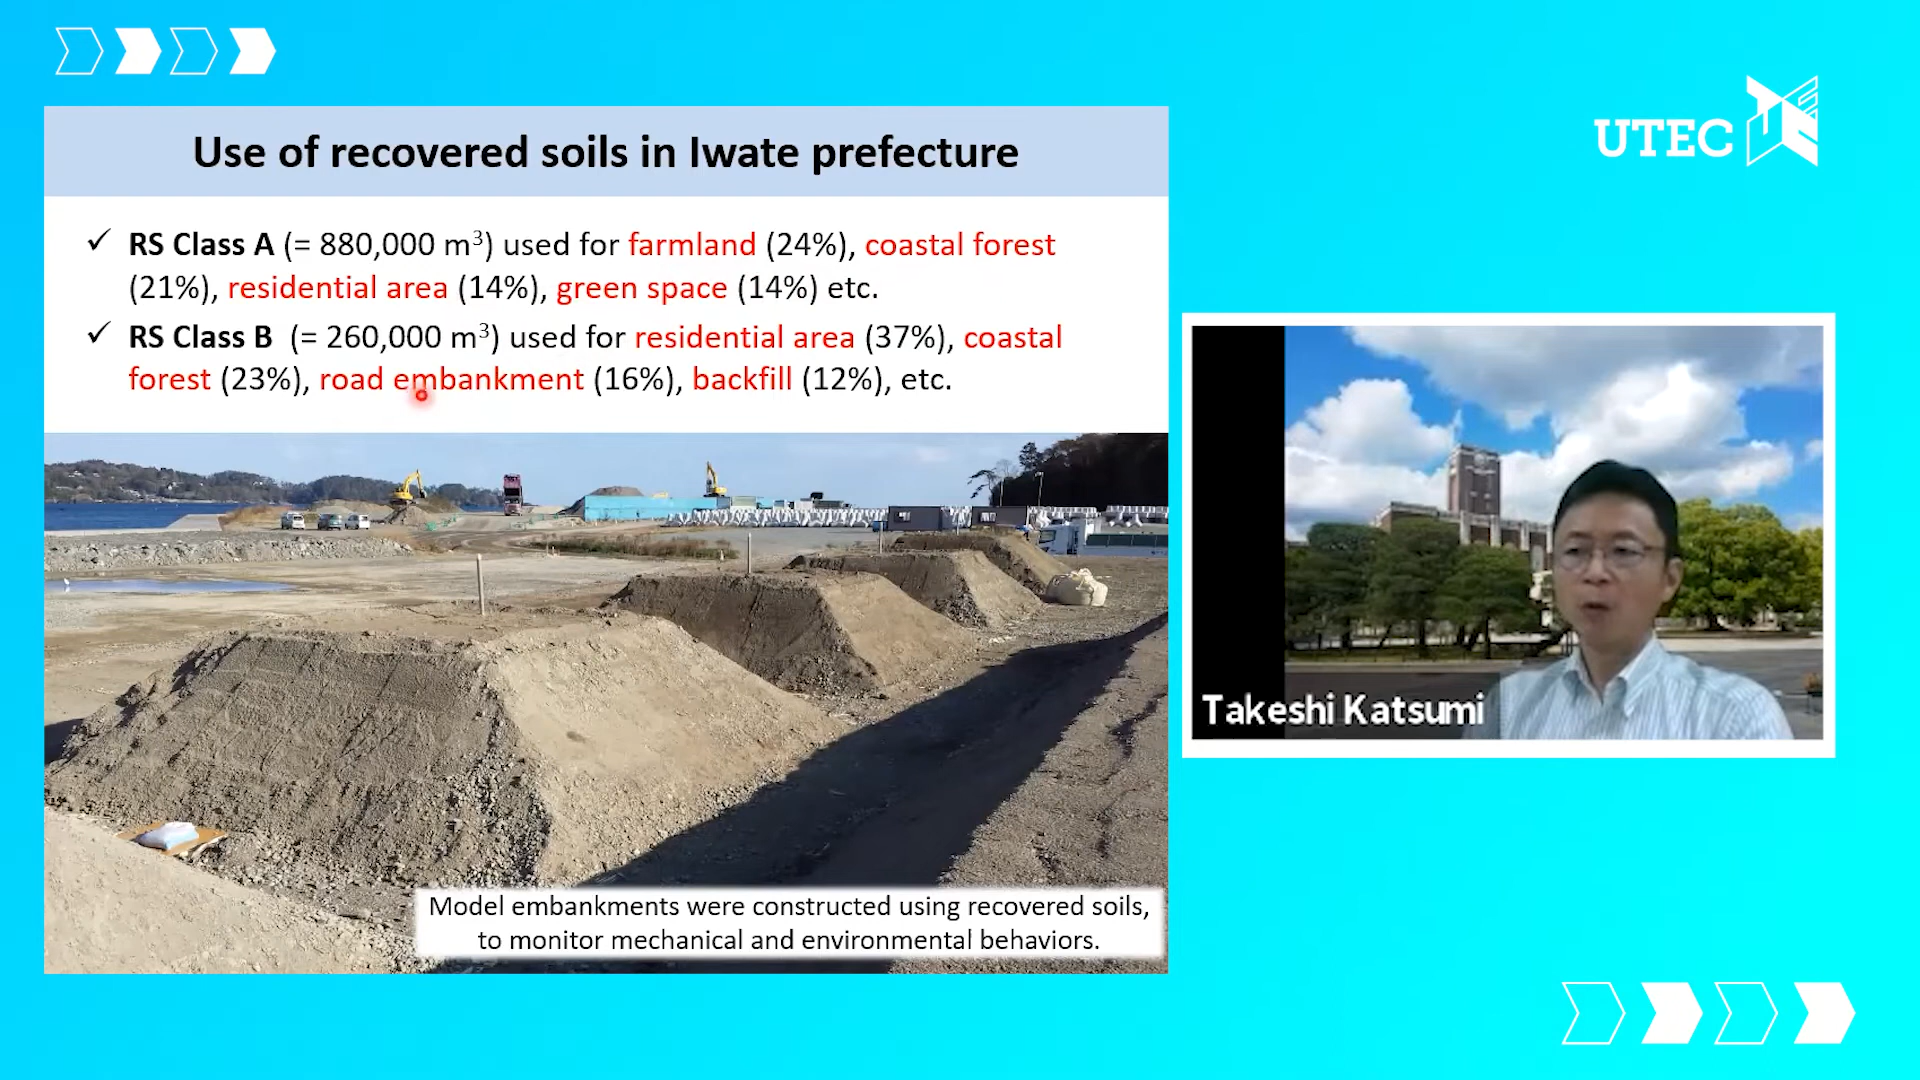 UTEC
Use of recovered soils in Iwate prefecture
✓ RS Class A (= 880,000 m³) used for farmland (24%), coastal forest
(21%), residential area (14%), green space (14%) etc.
✓ RS Class B (= 260,000 m³) used for residential area (37%), coastal
forest (23%), road embankment (16%), backfill (12%), etc.
Model embankments were constructed using recovered soils,
to monitor mechanical and environmental behaviors.
Takeshi Katsumi